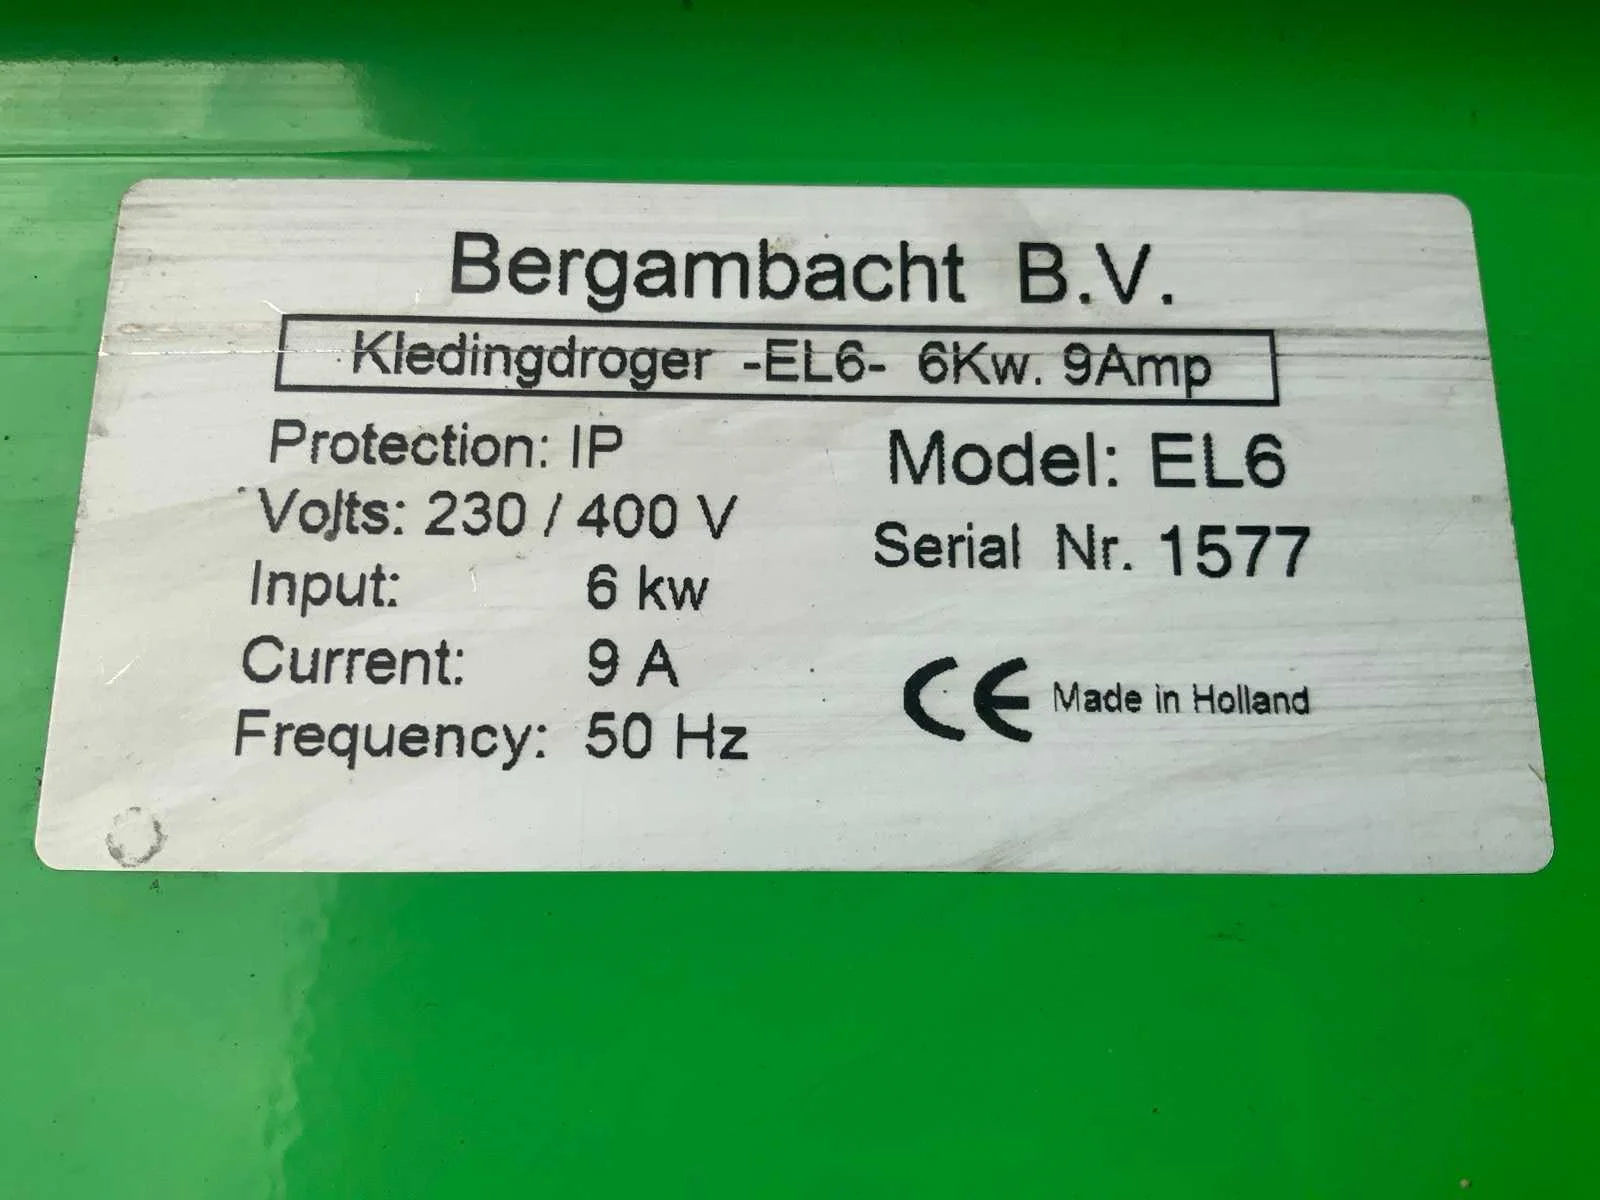 Bergambacht B.V.
Kledingdroger -EL6- 6Kw. 9Amp
Protection: IP
Volts: 230 / 400 V
Input: 6 kw
Current: 9 A
Frequency: 50 Hz
Model: EL6
Serial Nr. 1577
CE Made in Holland